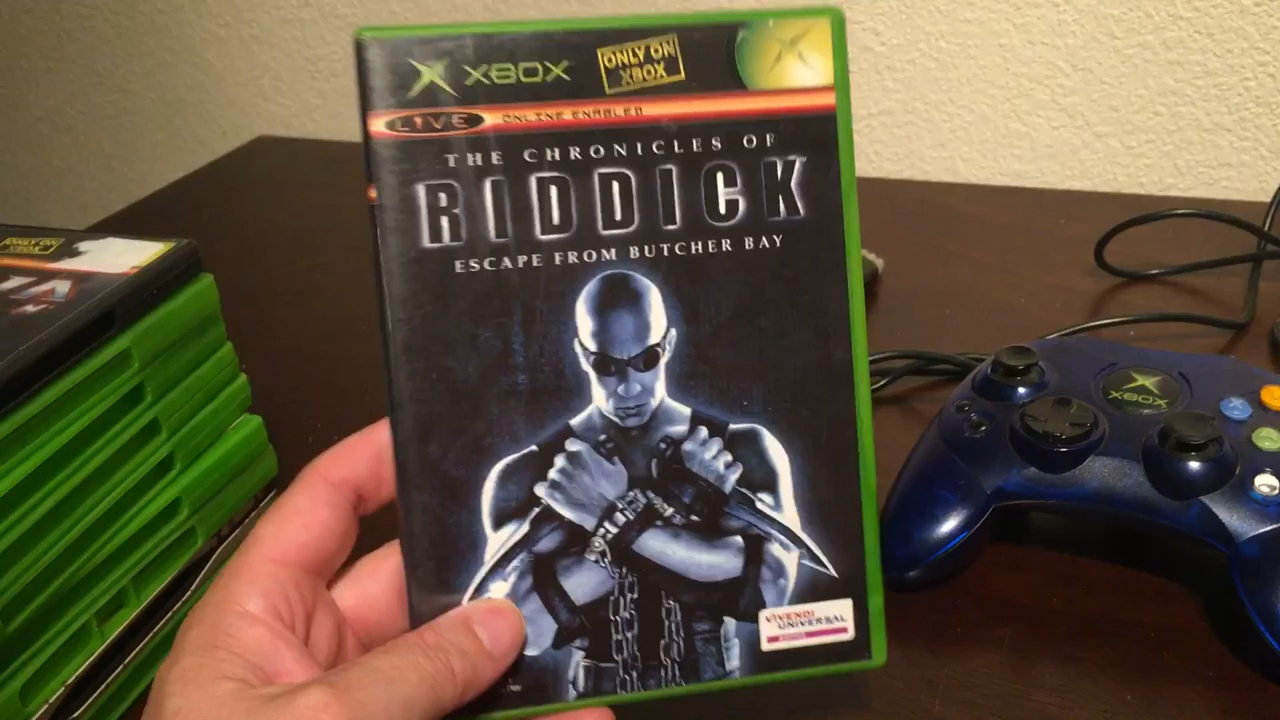 XBOX
ONLY ON
XBOX
LIVE
ONLINE ENABLED
THE CHRONICLES OF
RIDDICK
ESCAPE FROM BUTCHER BAY
VIVENDI
UNIVERSAL
ONLY ON
XBOX
XBOX